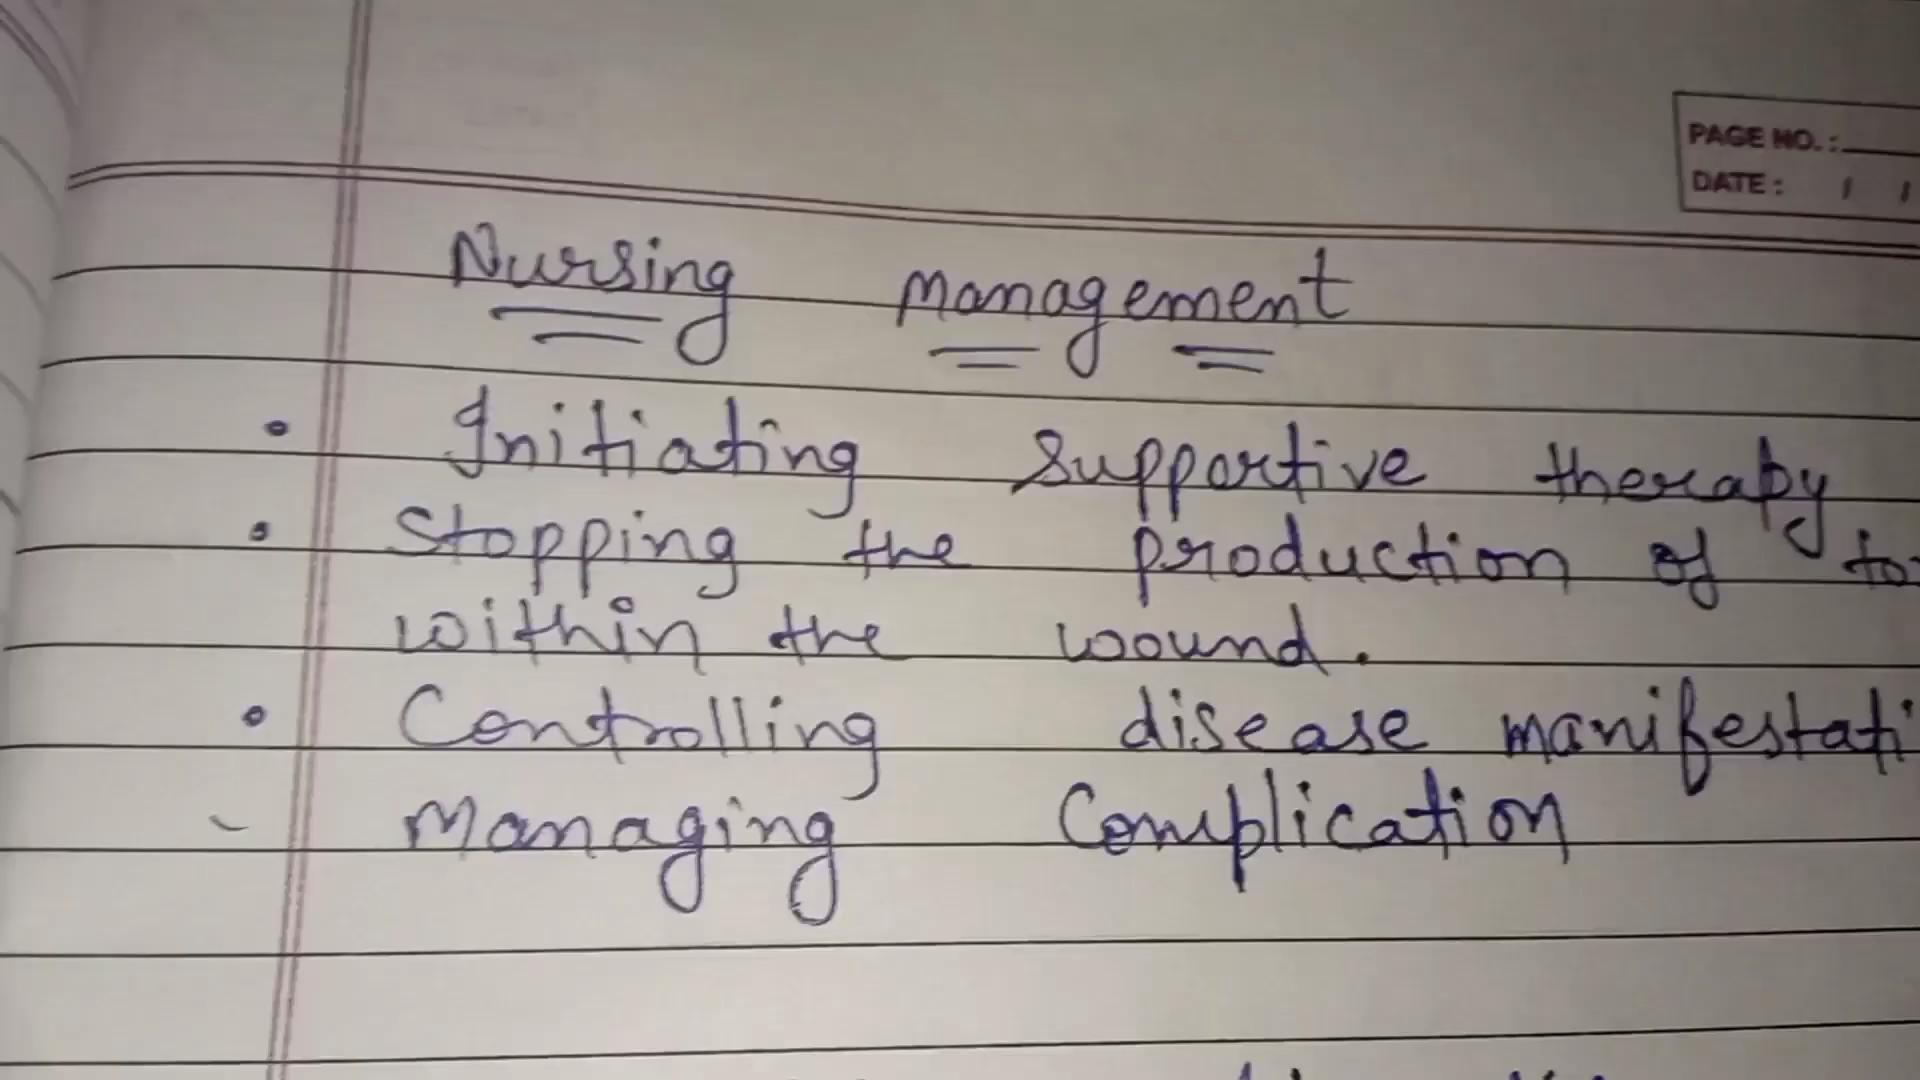 PAGE NO.:
DATE: / /
Nursing Management
• Initiating supportive therapy
• Stopping the production of
within the wound.
• Controlling disease
Managing Complication